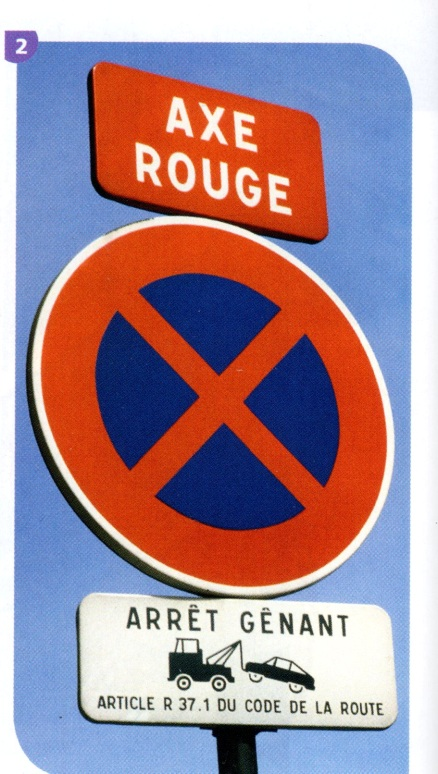 2
AXE
ROUGE
ARRÊT GÊNANT
ARTICLE R 37.1 DU CODE DE LA ROUTE